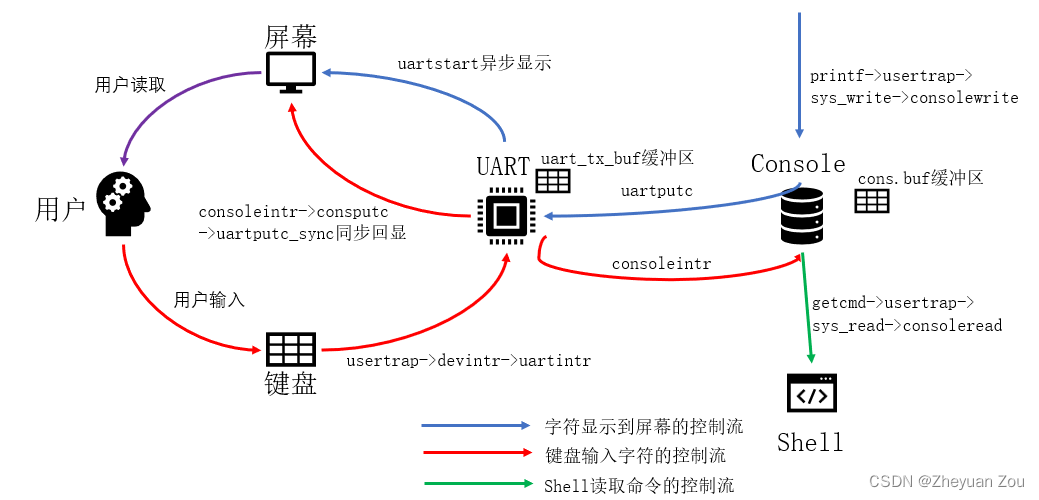 屏幕
uartstart异步显示
用户读取
printf->usertrap->
sys_write->consolewrite
UART
uart_tx_buf缓冲区
Console
cons.buf缓冲区
uartputc
用户
consoleintr->consputc
->uartputc_sync同步回显
consoleintr
用户输入
getcmd->usertrap->
sys_read->consoleread
usertrap->devintr->uartintr
键盘
</>
Shell
字符显示到屏幕的控制流
键盘输入字符的控制流
Shell读取命令的控制流
CSDN @Zheyuan Zou